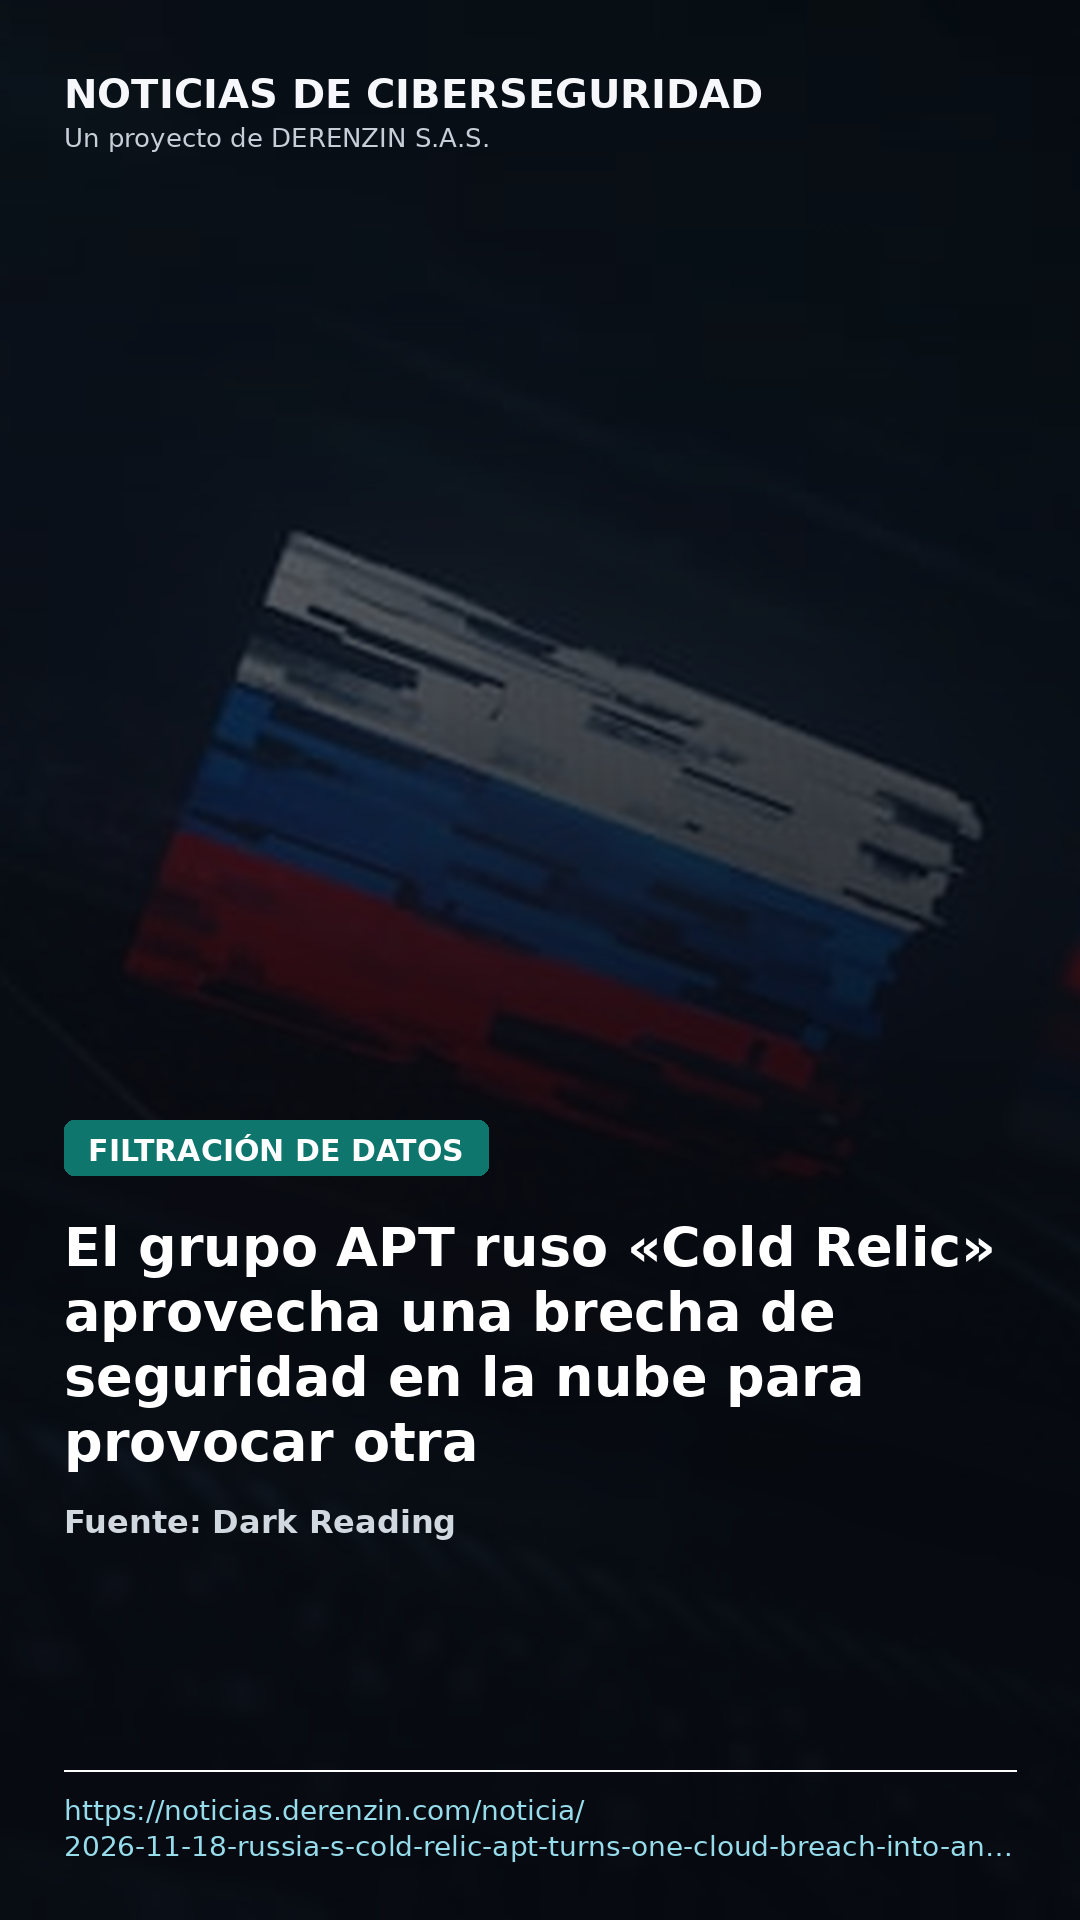 NOTICIAS DE CIBERSEGURIDAD
Un proyecto de DERENZIN S.A.S.
FILTRACIÓN DE DATOS
El grupo APT ruso «Cold Relic»
aprovecha una brecha de
seguridad en la nube para
provocar otra
Fuente: Dark Reading
https://noticias.derenzin.com/noticia/
2026-11-18-russia-s-cold-relic-apt-turns-one-cloud-breach-into-an…